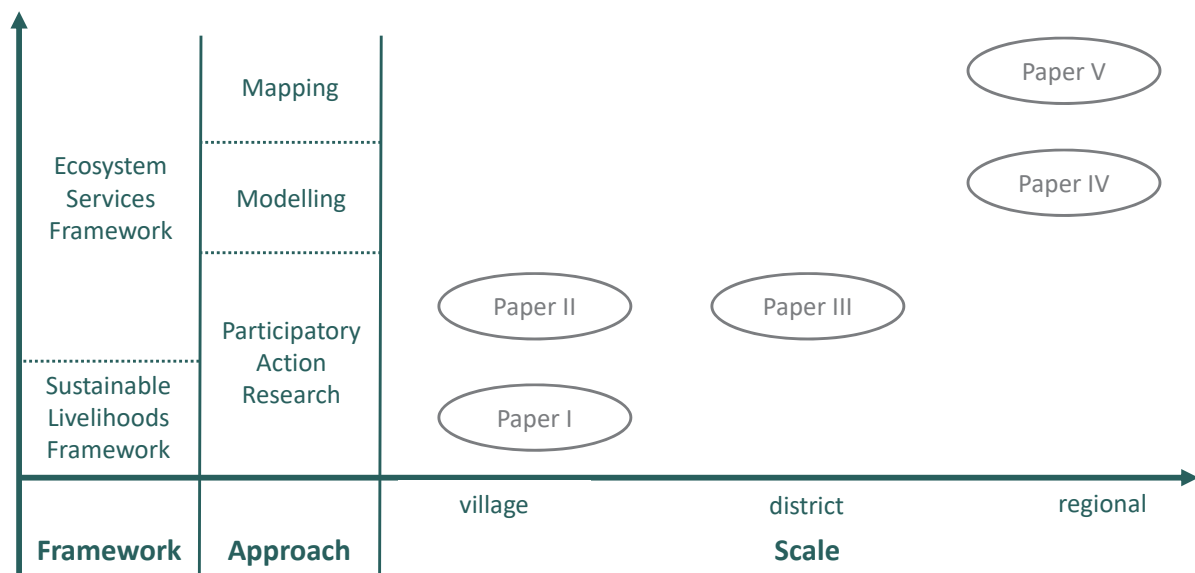 Mapping
Paper V
Ecosystem
Services
Framework
Modelling
Paper IV
Paper II
Paper III
Participatory
Action
Research
Sustainable
Livelihoods
Framework
Paper I
village
district
regional
Framework
Approach
Scale